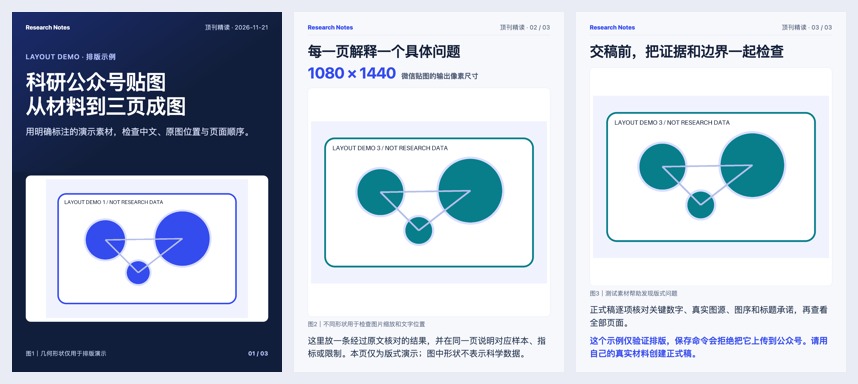 Research Notes
顶刊精读 · 2026-11-21
LAYOUT DEMO · 排版示例
科研公众号贴图
从材料到三页成图
用明确标注的演示素材，检查中文、原图位置与页面顺序。
LAYOUT DEMO 1 / NOT RESEARCH DATA
图1｜几何形状仅用于排版演示
01 / 03
Research Notes
顶刊精读 · 02 / 03
每一页解释一个具体问题
1080 × 1440 微信贴图的输出像素尺寸
LAYOUT DEMO 3 / NOT RESEARCH DATA
图2｜不同形状用于检查图片缩放和文字位置
这里放一条经过原文核对的结果，并在同一页说明对应样本、指
标或限制。本页仅为版式演示；图中形状不表示科学数据。
Research Notes
顶刊精读 · 03 / 03
交稿前，把证据和边界一起检查
LAYOUT DEMO 3 / NOT RESEARCH DATA
图3｜测试素材帮助发现版式问题
正式稿逐项核对关键数字、真实图源、图序和标题承诺，再查看
全部页面。
这个示例仅验证排版，保存命令会拒绝把它上传到公众号。请用
自己的真实材料创建正式稿。